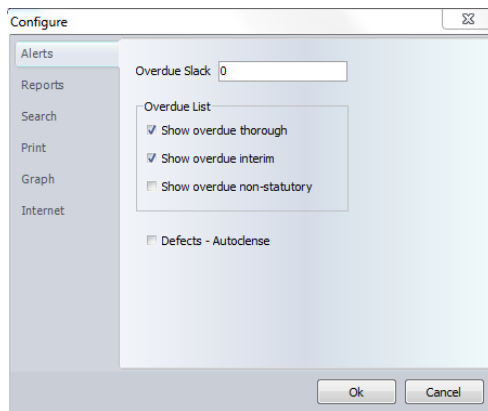 Configure
Alerts
Reports
Search
Print
Graph
Internet
Overdue Slack 0
Overdue List
Show overdue thorough
Show overdue interim
Show overdue non-statutory
Defects - Autoclense
Ok
Cancel